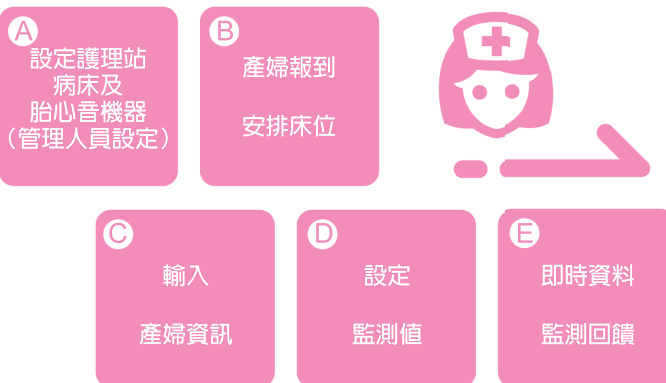 A
設定護理站
病床及
胎心音機器
（管理人員設定）
B
產婦報到
安排床位
C
輸入
產婦資訊
D
設定
監測值
E
即時資料
監測回饋